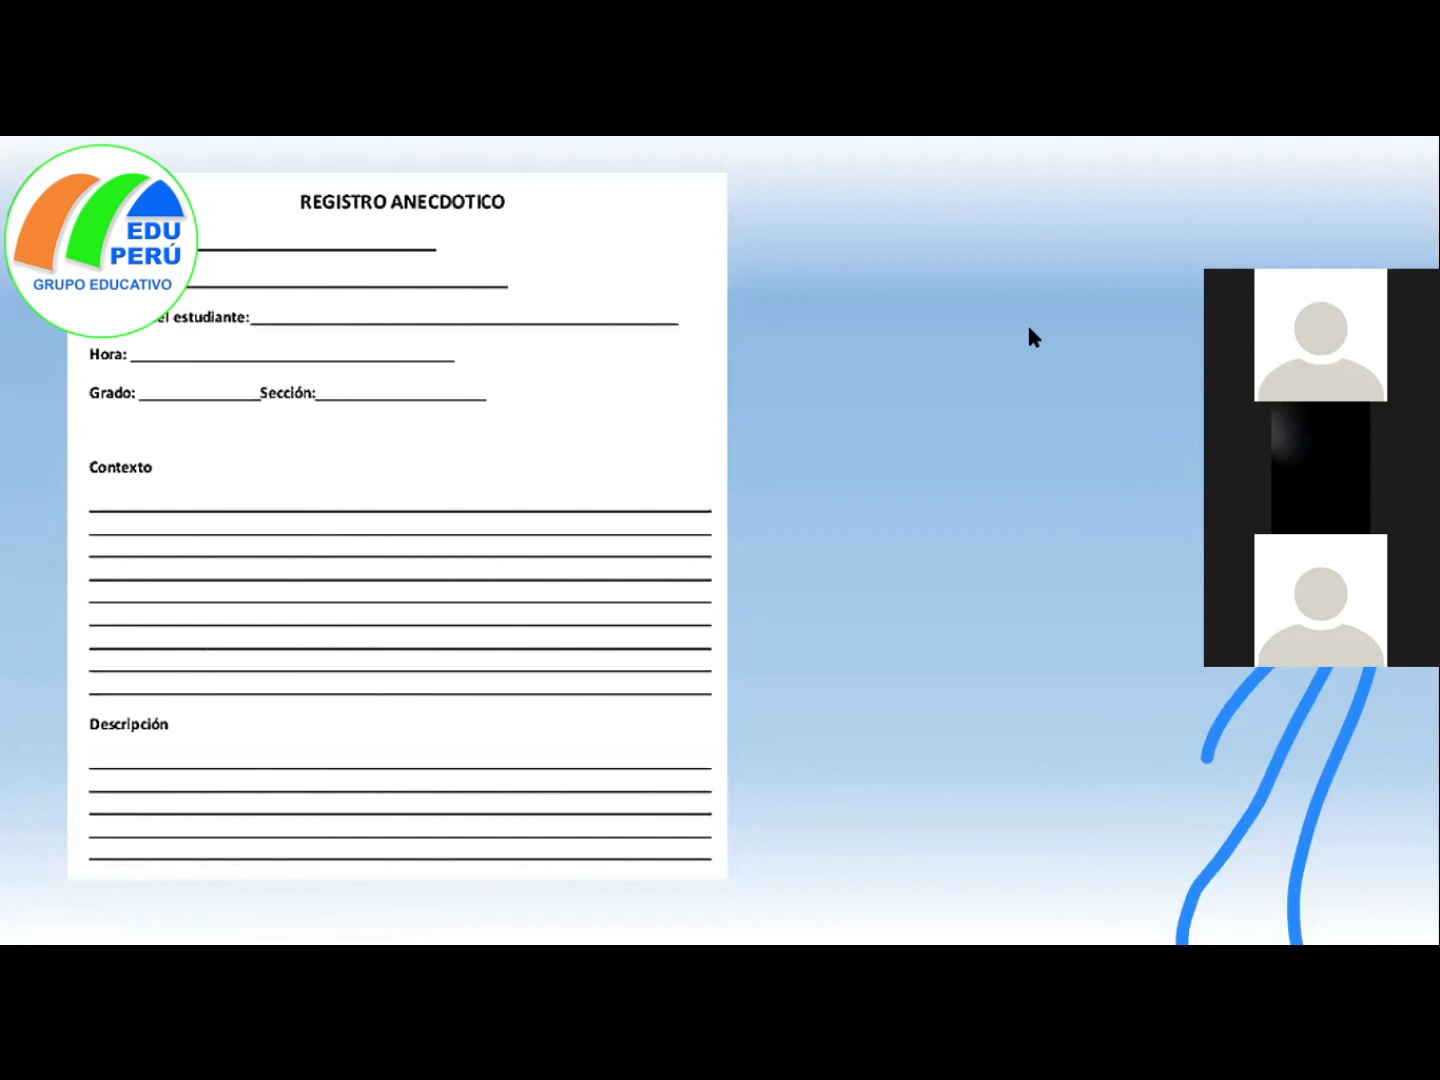 REGISTRO ANECDOTICO
EDU
PERÚ
GRUPO EDUCATIVO
el estudiante:
Hora:
Grado: Sección:
Contexto
Descripción